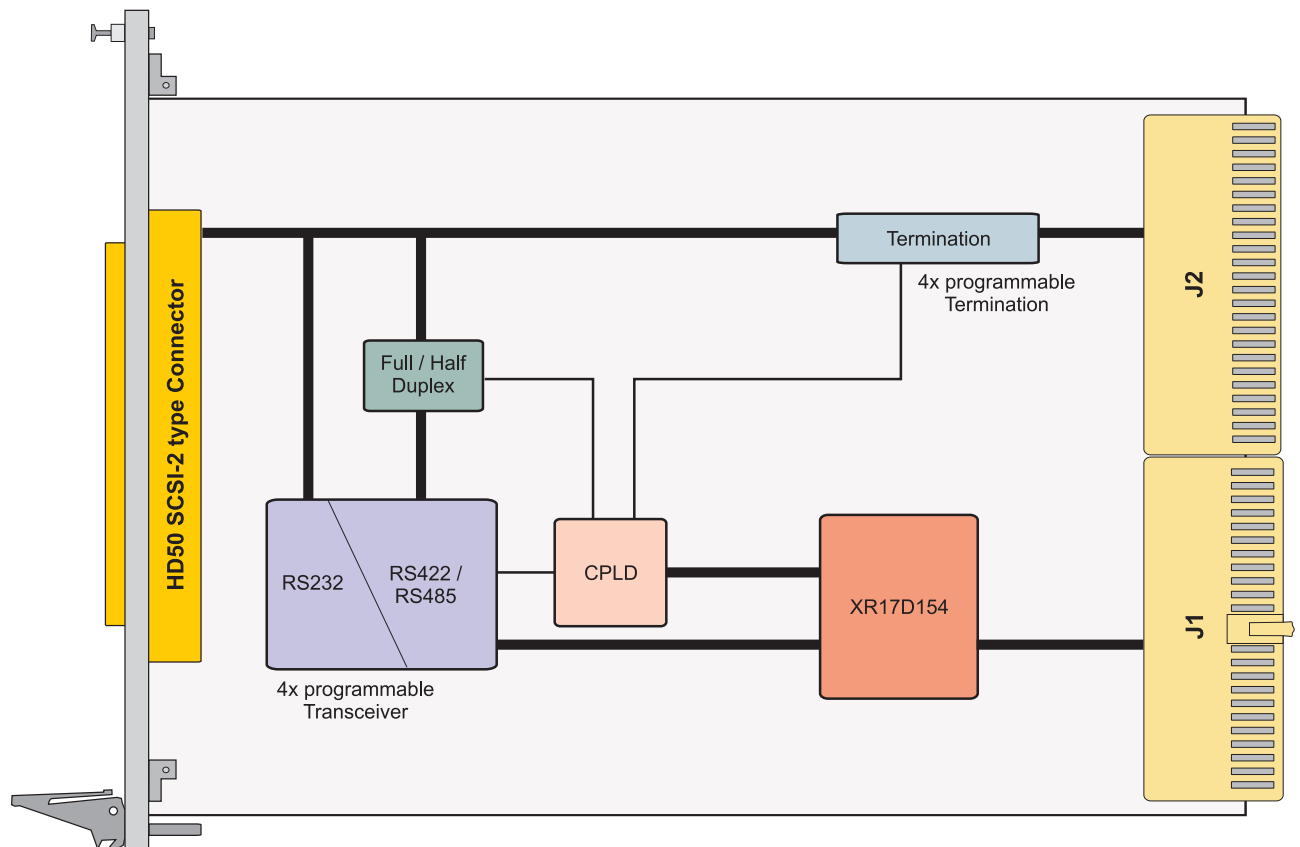 Termination
4x programmable
Termination
J2
Full / Half
Duplex
HD50 SCSI-2 type Connector
RS232
RS422 /
RS485
CPLD
XR17D154
J1
4x programmable
Transceiver